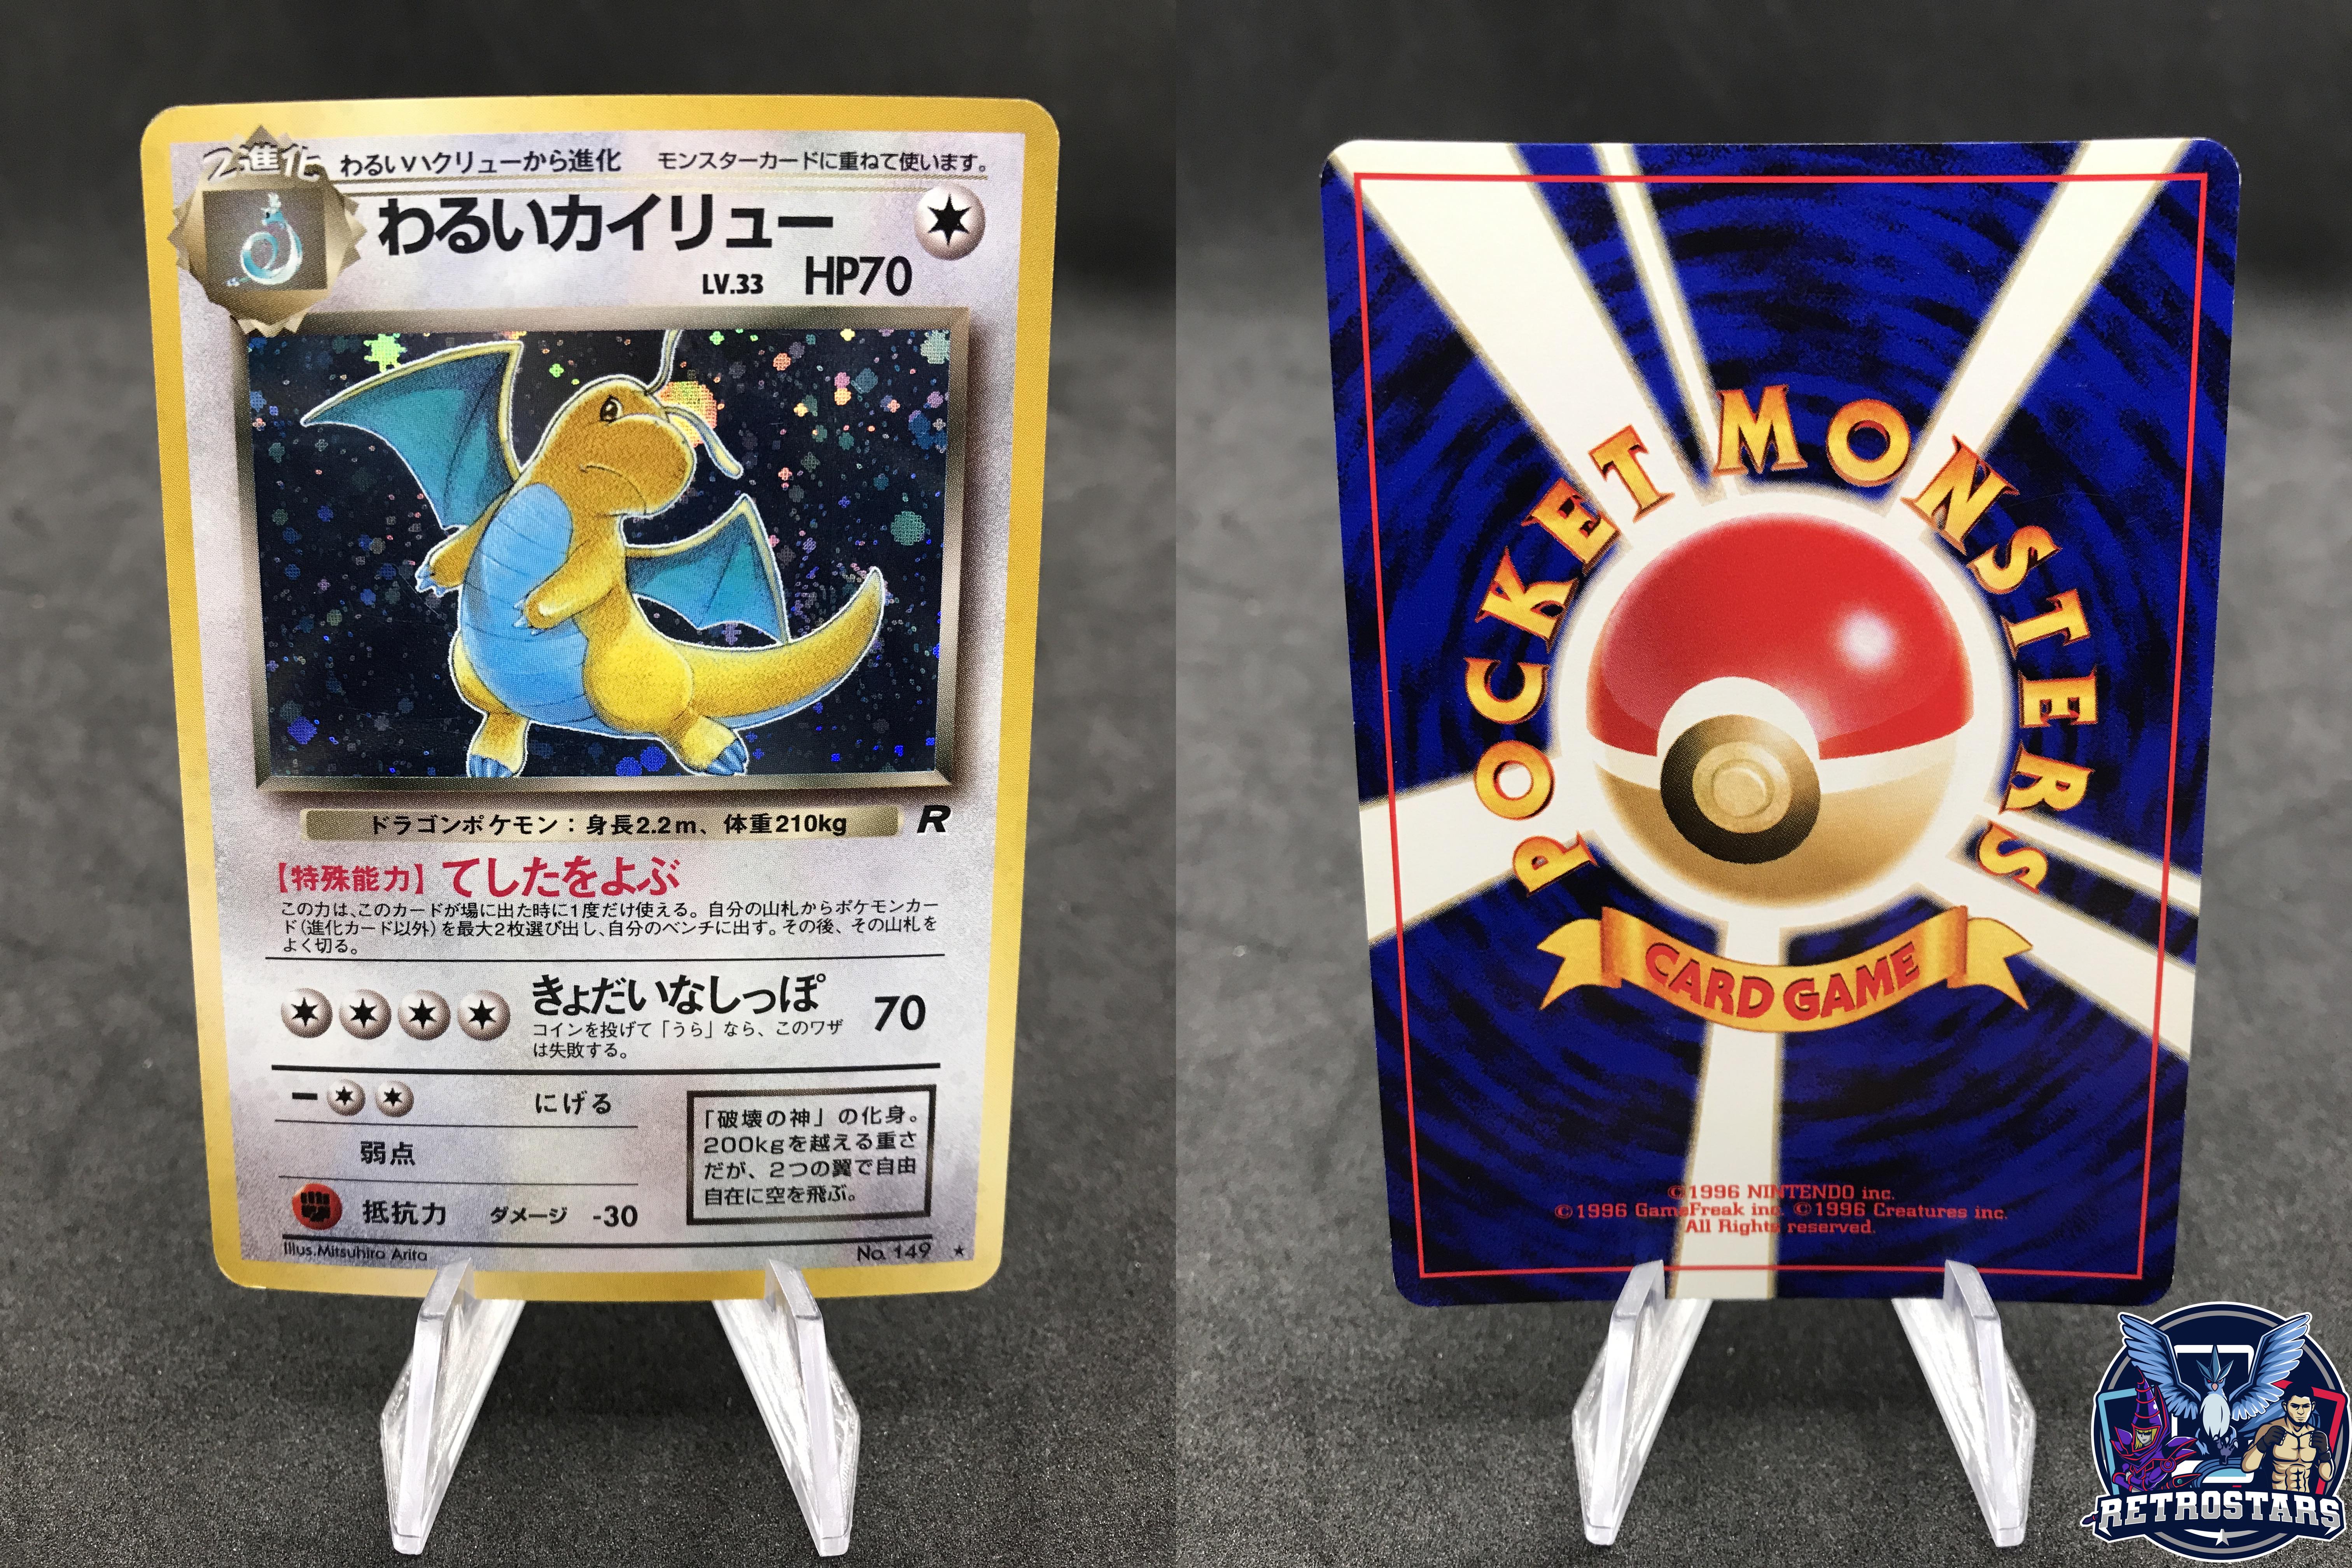 2進化 わるいハクリューから進化 モンスターカードに重ねて使います。
わるいカイリュー
LV.33 HP70
ドラゴンポケモン：身長2.2m、体重210kg R
【特殊能力】てしたをよぶ
この力は、このカードが場に出た時に1度だけ使える。自分の山札からポケモンカー
ド(進化カード以外)を最大2枚選び出し、自分のベンチに出す。その後、その山札を
よく切る。
きょだいなしっぽ 70
コインを投げて「うら」なら、このワザ
は失敗する。
にげる
弱点
抵抗力 ダメージ -30
「破壊の神」の化身。
200kgを越える重さ
だが、2つの翼で自由
自在に空を飛ぶ。
Illus.Mitsuhiro Arita No. 149 ★
POCKET MONSTERS
CARD GAME
©1996 NINTENDO inc.
©1996 GameFreak inc. ©1996 Creatures inc.
All Rights reserved.
RETROSTARS